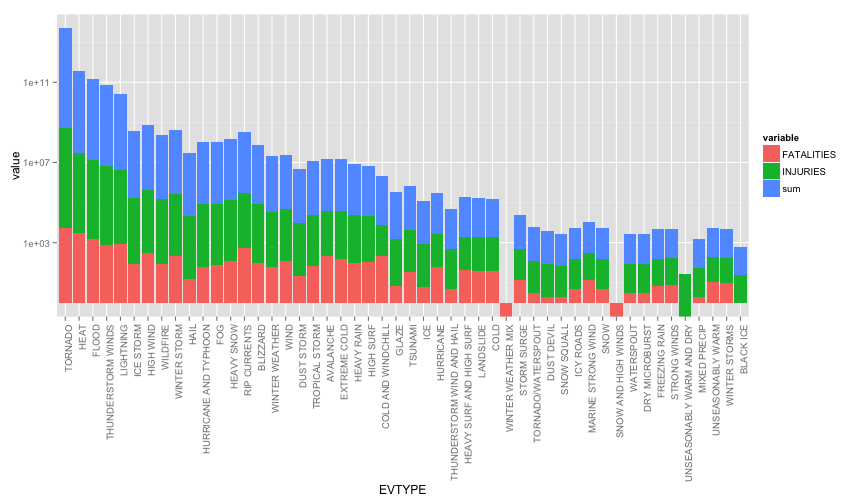 value
1e+11
1e+07
1e+03
TORNADO
HEAT
FLOOD
THUNDERSTORM WINDS
LIGHTNING
ICE STORM
HIGH WIND
WILDFIRE
WINTER STORM
HAIL
HURRICANE AND TYPHOON
FOG
HEAVY SNOW
RIP CURRENTS
BLIZZARD
WINTER WEATHER
WIND
DUST STORM
TROPICAL STORM
AVALANCHE
EXTREME COLD
HEAVY RAIN
HIGH SURF
COLD AND WINDCHILL
GLAZE
TSUNAMI
ICE
HURRICANE
THUNDERSTORM WIND AND HAIL
HEAVY SURF AND HIGH SURF
LANDSLIDE
COLD
WINTER WEATHER MIX
STORM SURGE
TORNADO/WATERSPOUT
DUST DEVIL
SNOW SQUALL
ICY ROADS
MARINE STRONG WIND
SNOW
SNOW AND HIGH WINDS
WATERSPOUT
DRY MICROBURST
FREEZING RAIN
STRONG WINDS
UNSEASONABLY WARM AND DRY
MIXED PRECIP
UNSEASONABLY WARM
WINTER STORMS
BLACK ICE
EVTYPE
variable
FATALITIES
INJURIES
sum